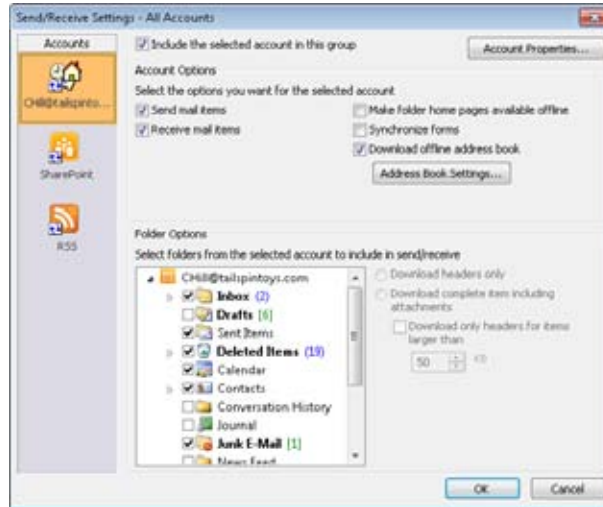 Send/Receive Settings - All Accounts
Accounts
CHill@tailspinto...
SharePoint
RSS
Include the selected account in this group
Account Properties...
Account Options
Select the options you want for the selected account
Send mail items
Make folder home pages available offline
Receive mail items
Synchronize forms
Download offline address book
Address Book Settings...
Folder Options
Select folders from the selected account to include in send/receive
CHill@tailspintoys.com
Inbox (2)
Drafts [6]
Sent Items
Deleted Items (19)
Calendar
Contacts
Conversation History
Journal
Junk E-Mail [1]
News Feed
Download headers only
Download complete item including
attachments
Download only headers for items
larger than
50 KB
OK
Cancel